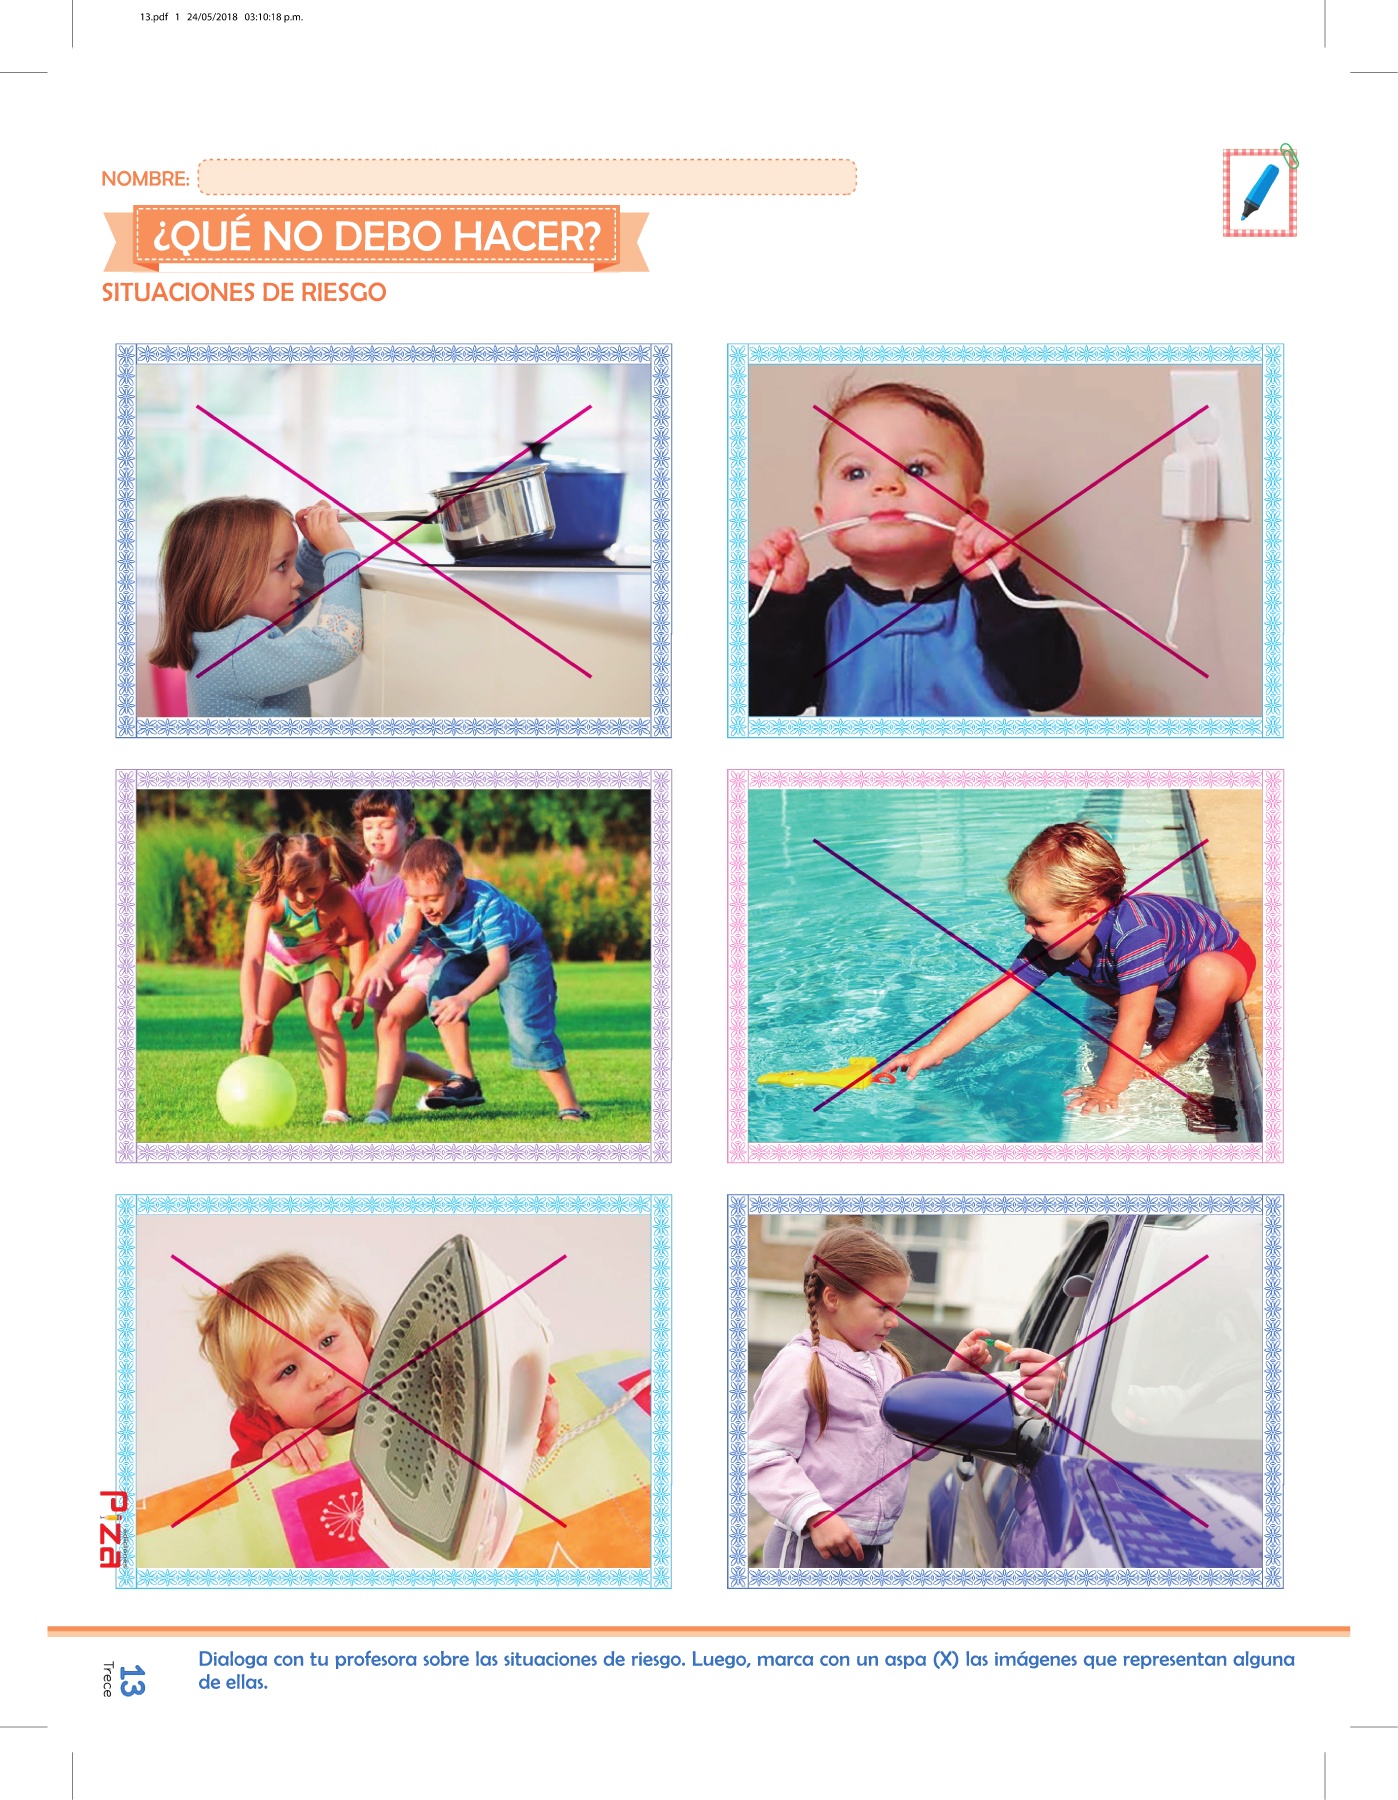 13.pdf 1 24/05/2018 03:10:18 p.m.
NOMBRE:
¿QUÉ NO DEBO HACER?
SITUACIONES DE RIESGO
Piza
13
Trece
Dialoga con tu profesora sobre las situaciones de riesgo. Luego, marca con un aspa (X) las imágenes que representan alguna
de ellas.